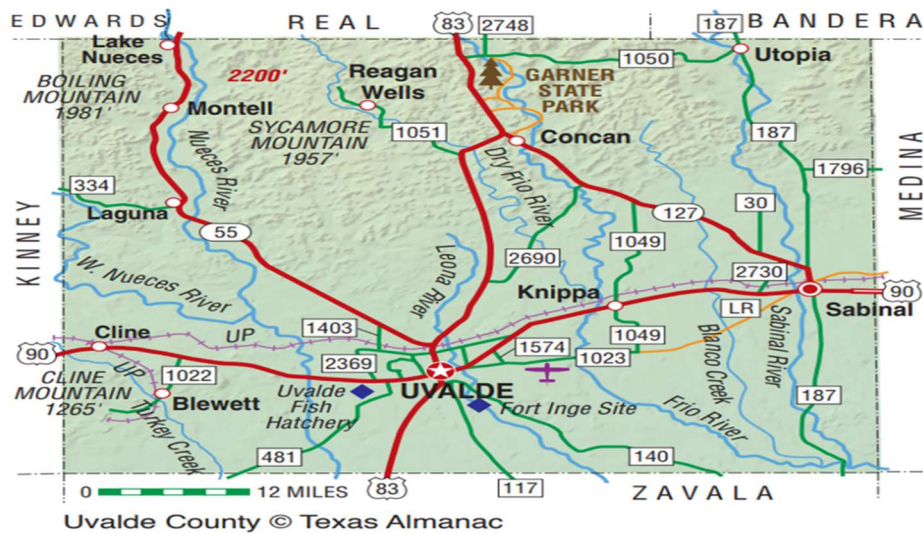 EDWARDS
REAL
83
2748
187
BANDERA
Lake
Nueces
1050
Utopia
BOILING
MOUNTAIN
1981'
2200'
Reagan
Wells
GARNER
STATE
PARK
Montell
SYCAMORE
MOUNTAIN
1957'
1051
Concan
187
Nueces River
Dry Frio River
1796
MEDINA
334
Laguna
KINNEY
55
127
30
1049
Leona River
2690
2730
W. Nueces River
Knippa
90
LR
Sabinal
1403
UP
Cline
1049
90
2369
1574
1023
Blanco Creek
Sabinal River
UP
1022
CLINE
MOUNTAIN
1265'
Blewett
Uvalde
Fish
Hatchery
UVALDE
Fort Inge Site
Frio River
187
Turkey Creek
481
140
83
117
0 12 MILES
ZAVALA
Uvalde County © Texas Almanac